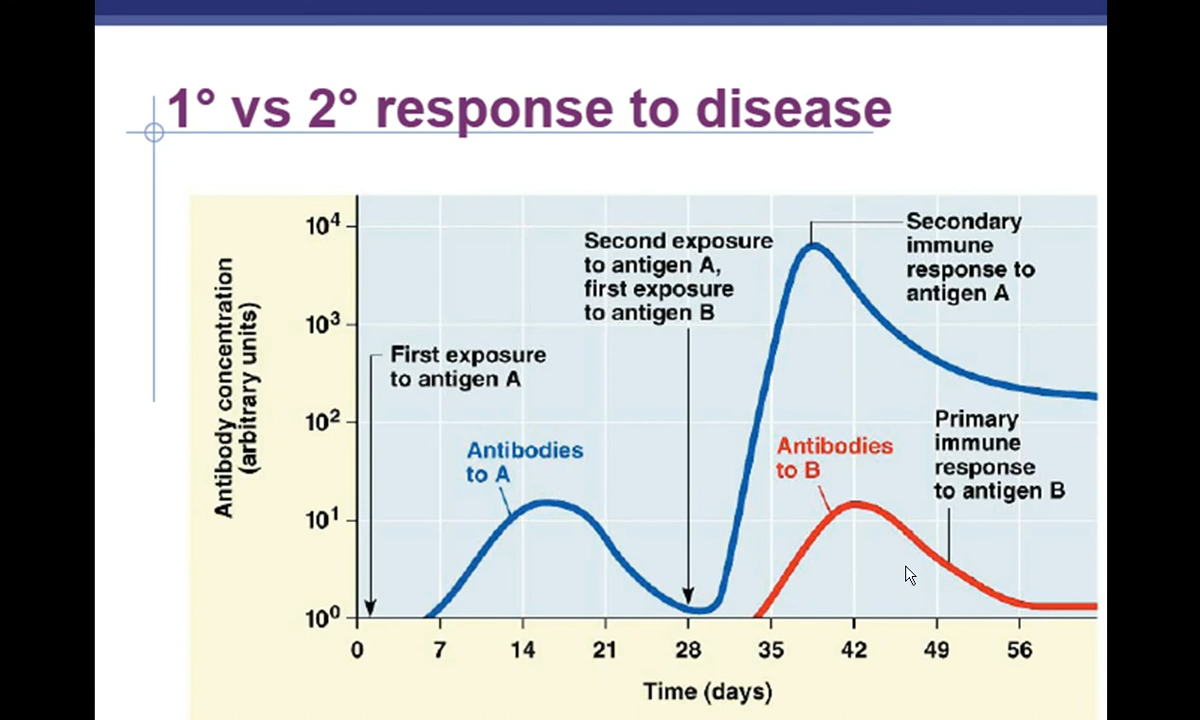 1° vs 2° response to disease
Antibody concentration
(arbitrary units)
10⁴
10³
10²
10¹
10⁰
First exposure
to antigen A
Second exposure
to antigen A,
first exposure
to antigen B
Secondary
immune
response to
antigen A
Antibodies
to A
Antibodies
to B
Primary
immune
response
to antigen B
0 7 14 21 28 35 42 49 56
Time (days)